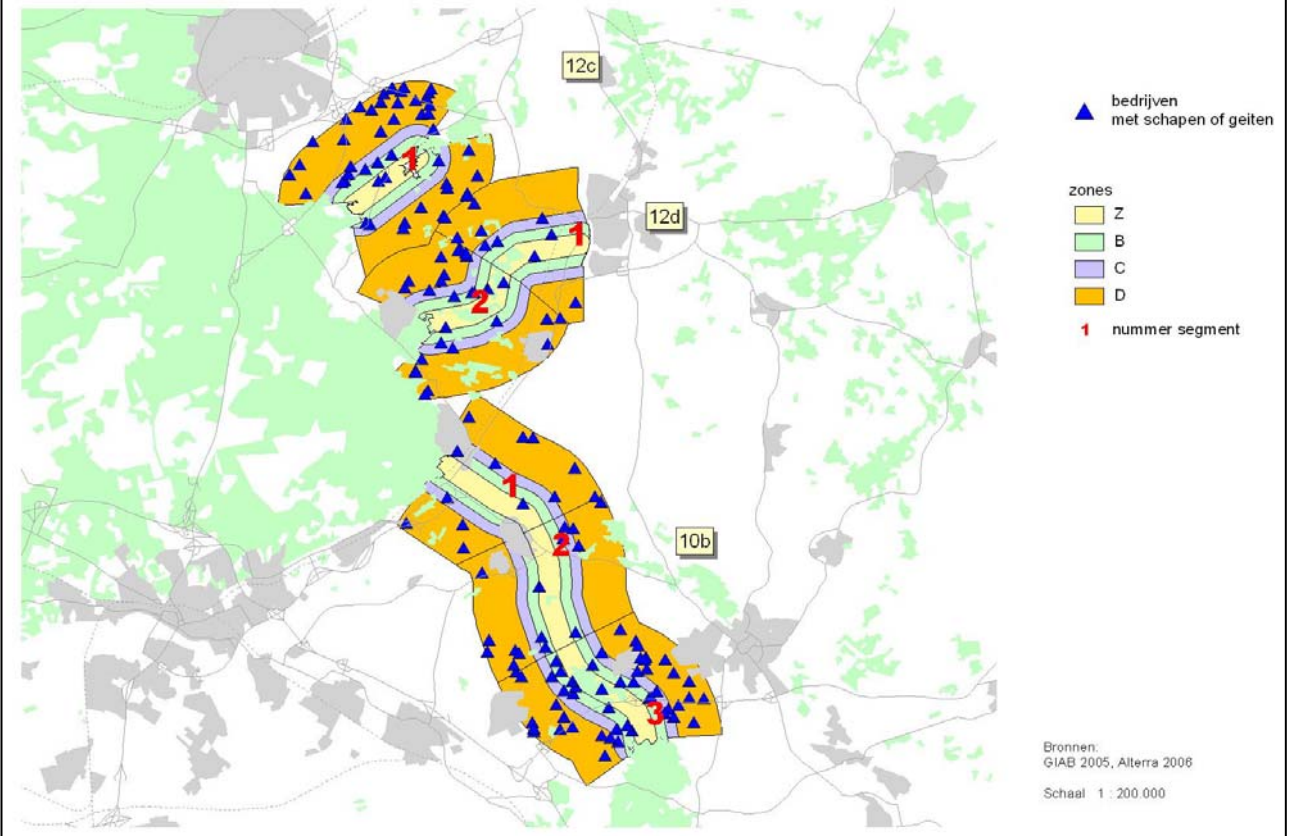 12c
1
12d
1
2
1
2
10b
3
bedrijven
met schapen of geiten
zones
Z
B
C
D
1 nummer segment
Bronnen:
GIAB 2005, Alterra 2006
Schaal 1 : 200.000